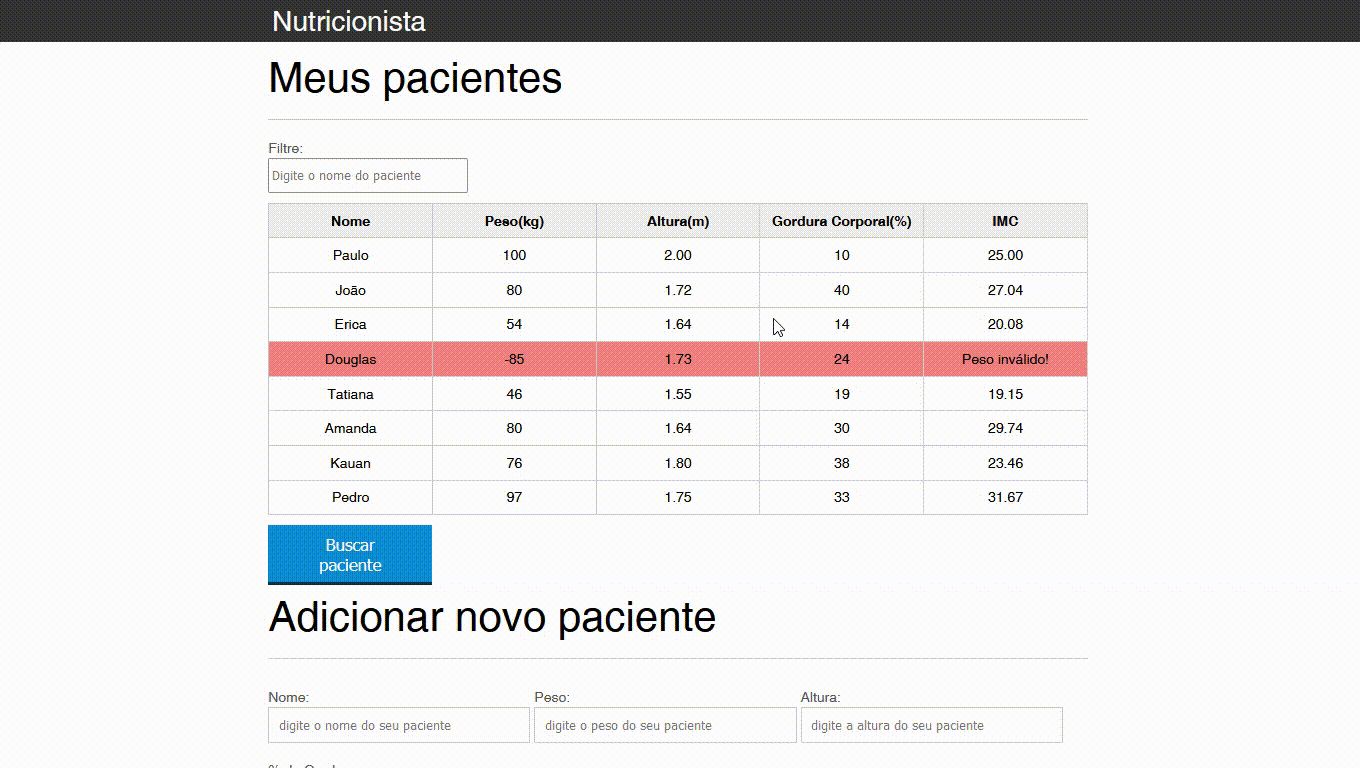 Nutricionista
Meus pacientes
Filtre:
Digite o nome do paciente
Nome Peso(kg) Altura(m) Gordura Corporal(%) IMC
Paulo 100 2.00 10 25.00
João 80 1.72 40 27.04
Erica 54 1.64 14 20.08
Douglas -85 1.73 24 Peso inválido!
Tatiana 46 1.55 19 19.15
Amanda 80 1.64 30 29.74
Kauan 76 1.80 38 23.46
Pedro 97 1.75 33 31.67
Buscar
paciente
Adicionar novo paciente
Nome: Peso: Altura:
digite o nome do seu paciente digite o peso do seu paciente digite a altura do seu paciente